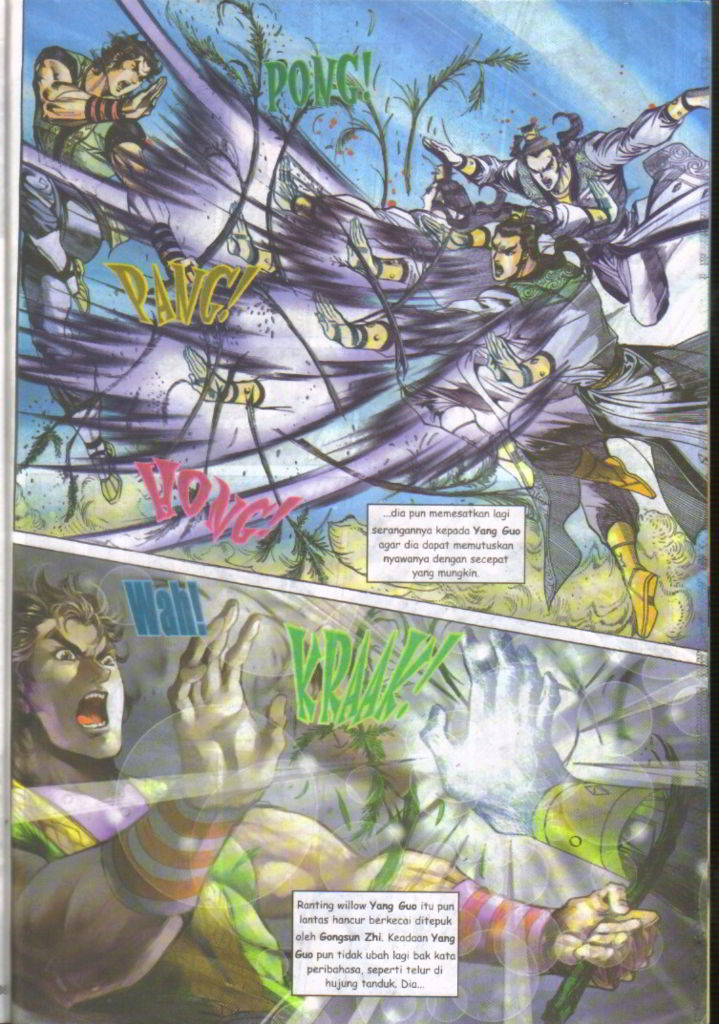 PONG!
PANG!
HONG!
...dia pun memesatkan lagi
serangannya kepada Yang Guo
agar dia dapat memutuskan
nyawanya dengan secepat
yang mungkin.
Wah!
KRAAK!
Ranting willow Yang Guo itu pun
lantas hancur berkecai ditepuk
oleh Gongsun Zhi. Keadaan Yang
Guo pun tidak ubah lagi bak kata
peribahasa, seperti telur di
hujung tanduk. Dia...